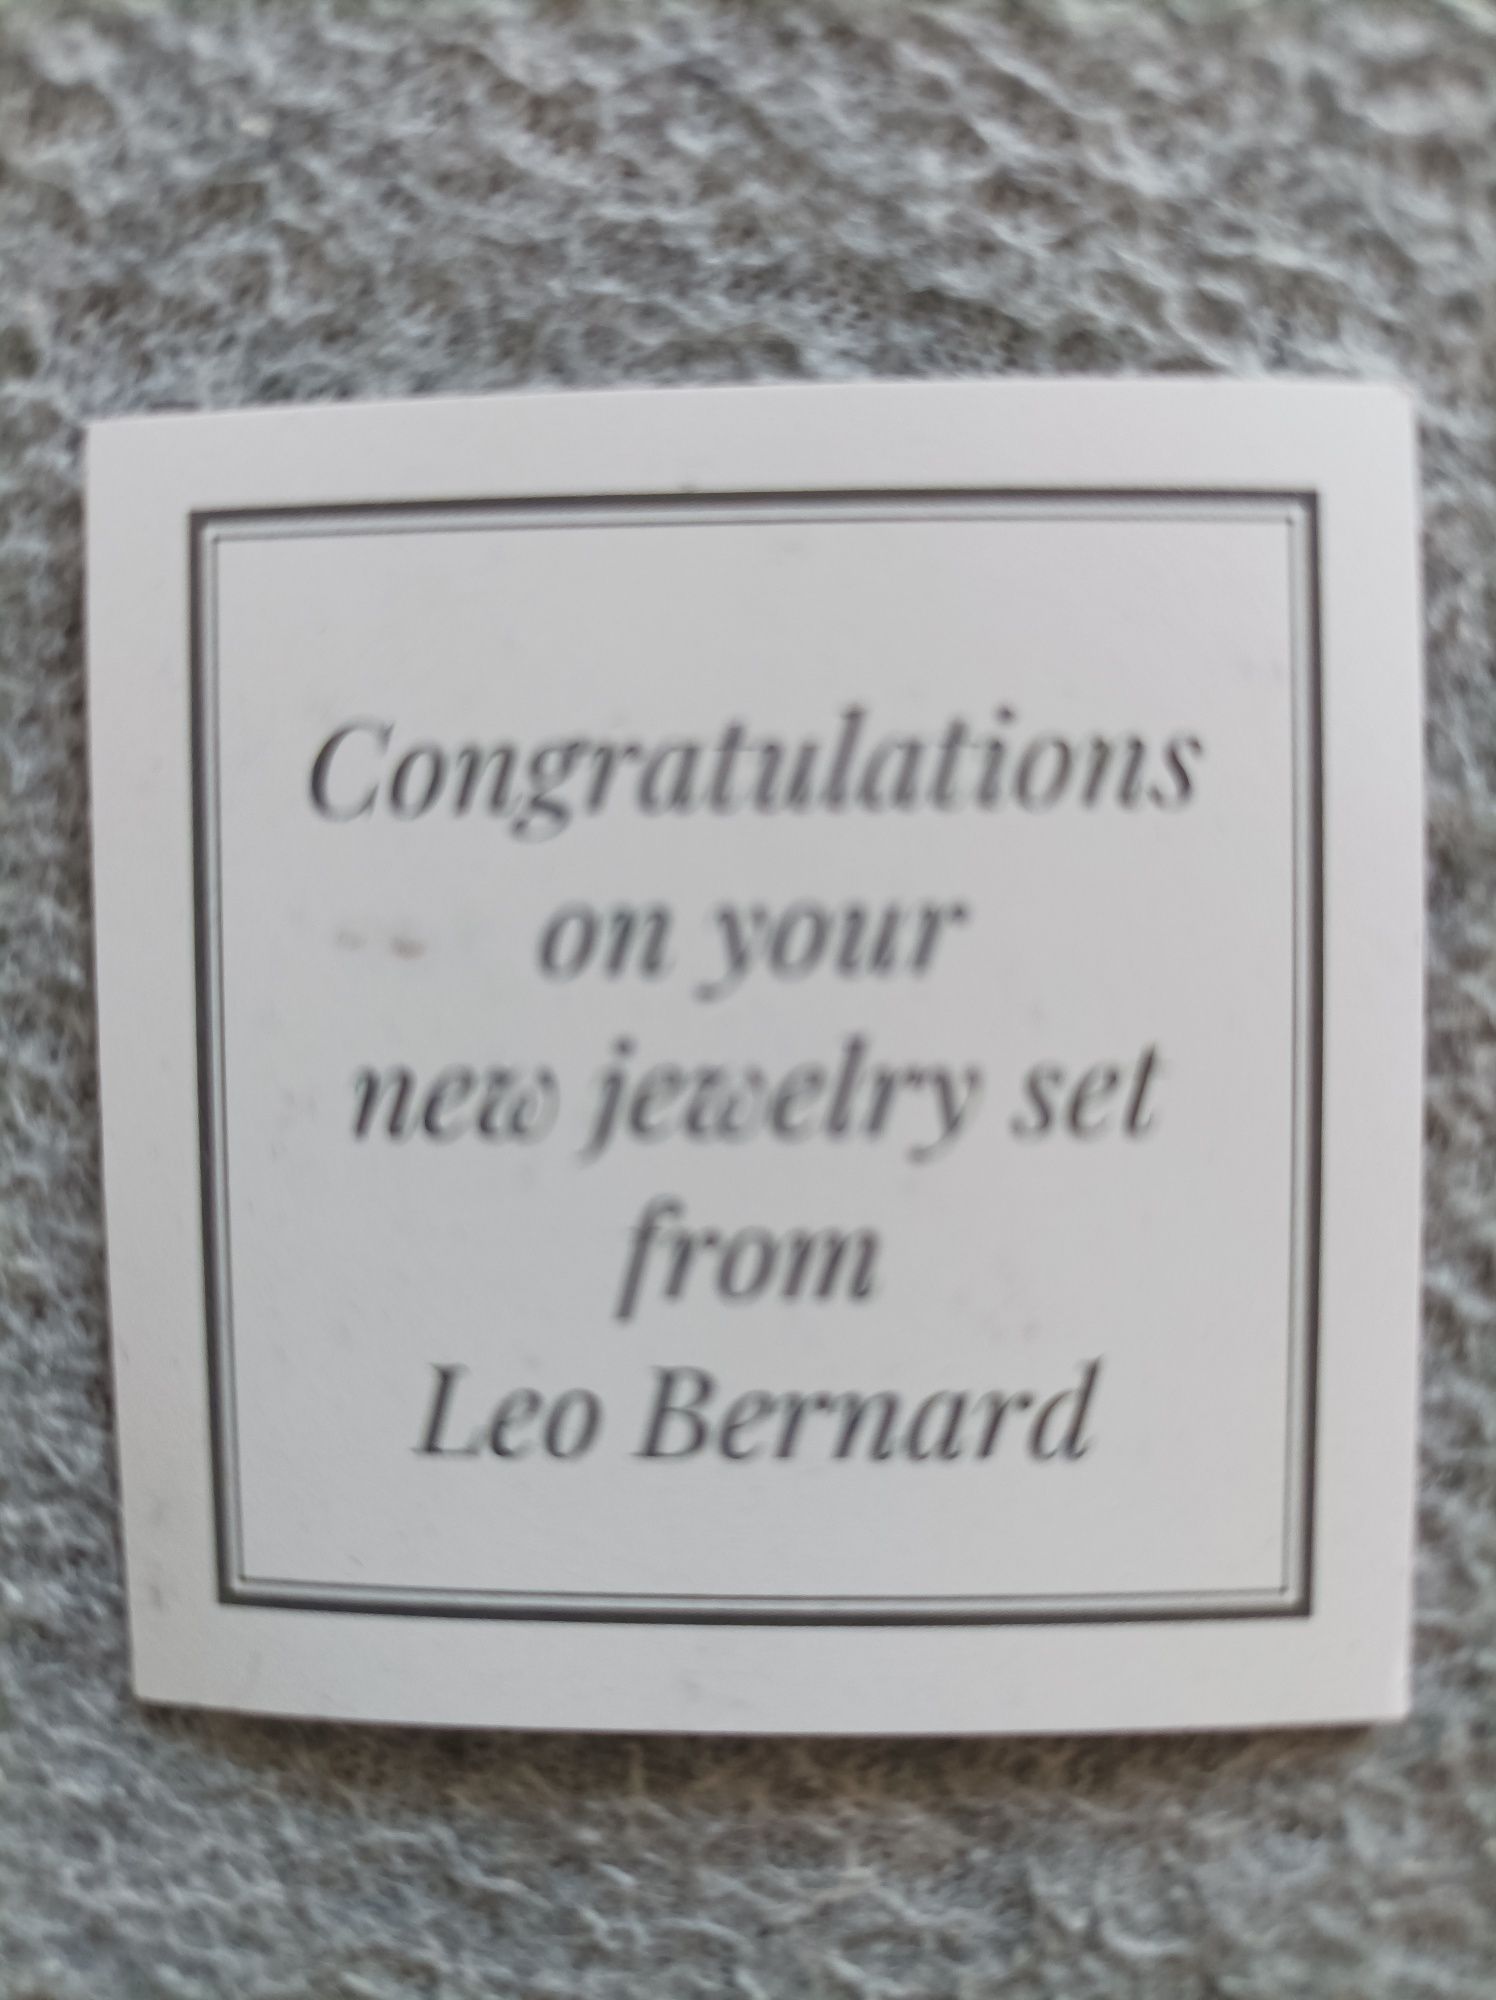 Congratulations
on your
new jewelry set
from
Leo Bernard